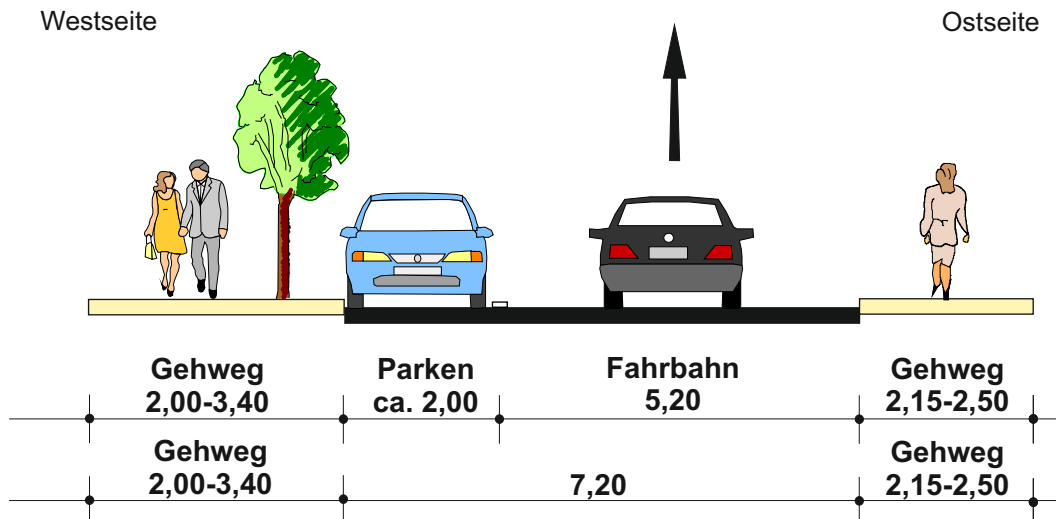 Westseite
Ostseite
Gehweg
2,00-3,40
Parken
ca. 2,00
Fahrbahn
5,20
Gehweg
2,15-2,50
Gehweg
2,00-3,40
7,20
Gehweg
2,15-2,50